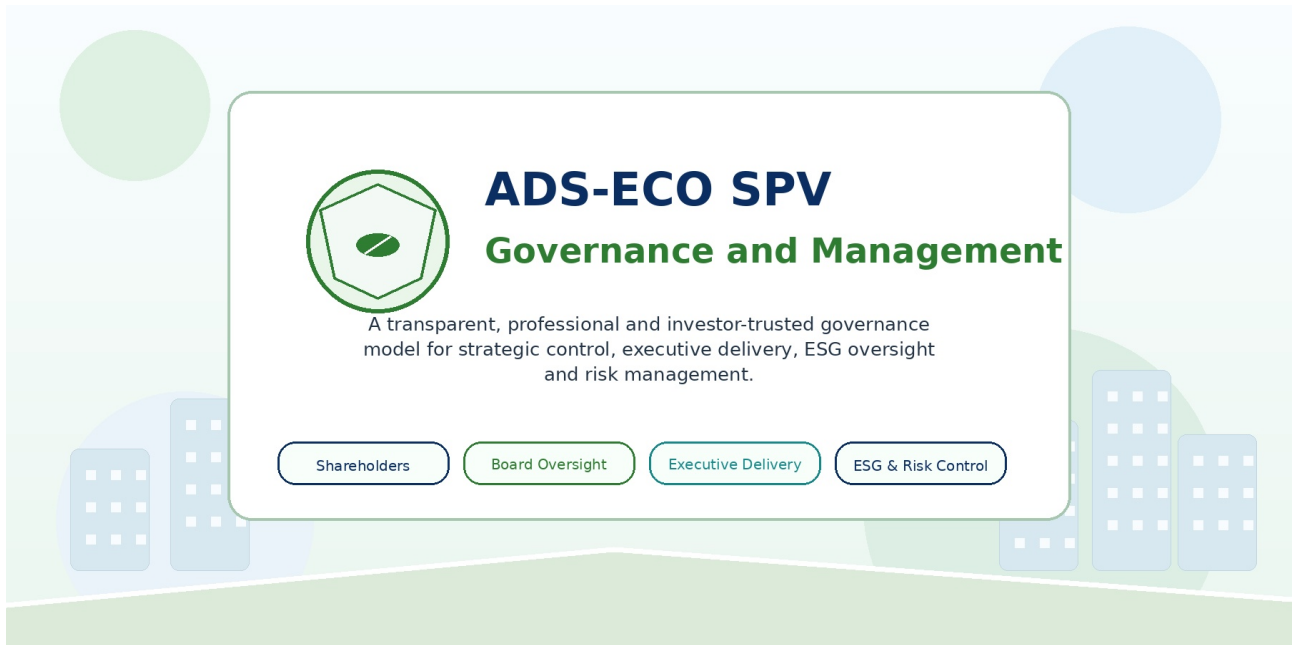 ADS-ECO SPV
Governance and Management
A transparent, professional and investor-trusted governance
model for strategic control, executive delivery, ESG oversight
and risk management.
Shareholders
Board Oversight
Executive Delivery
ESG & Risk Control